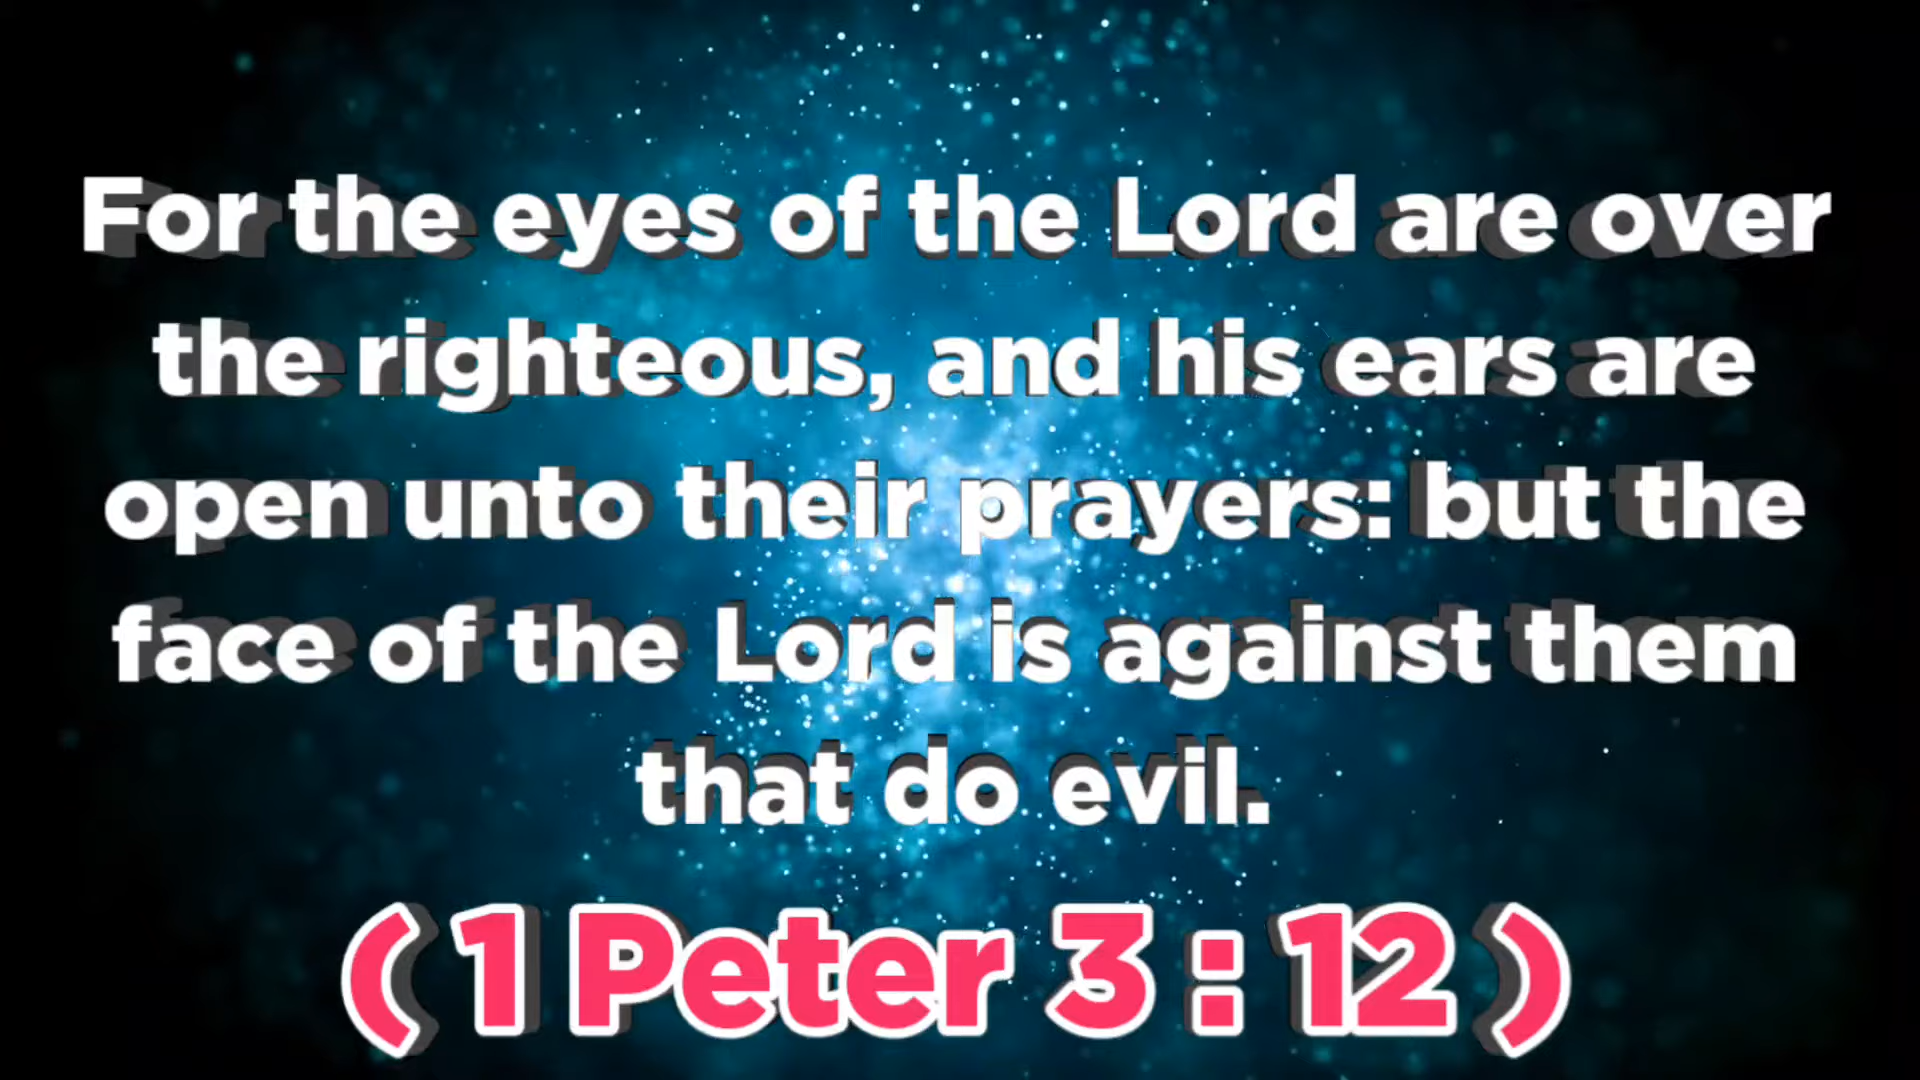 For the eyes of the Lord are over
the righteous, and his ears are
open unto their prayers: but the
face of the Lord is against them
that do evil.
( 1 Peter 3 : 12 )